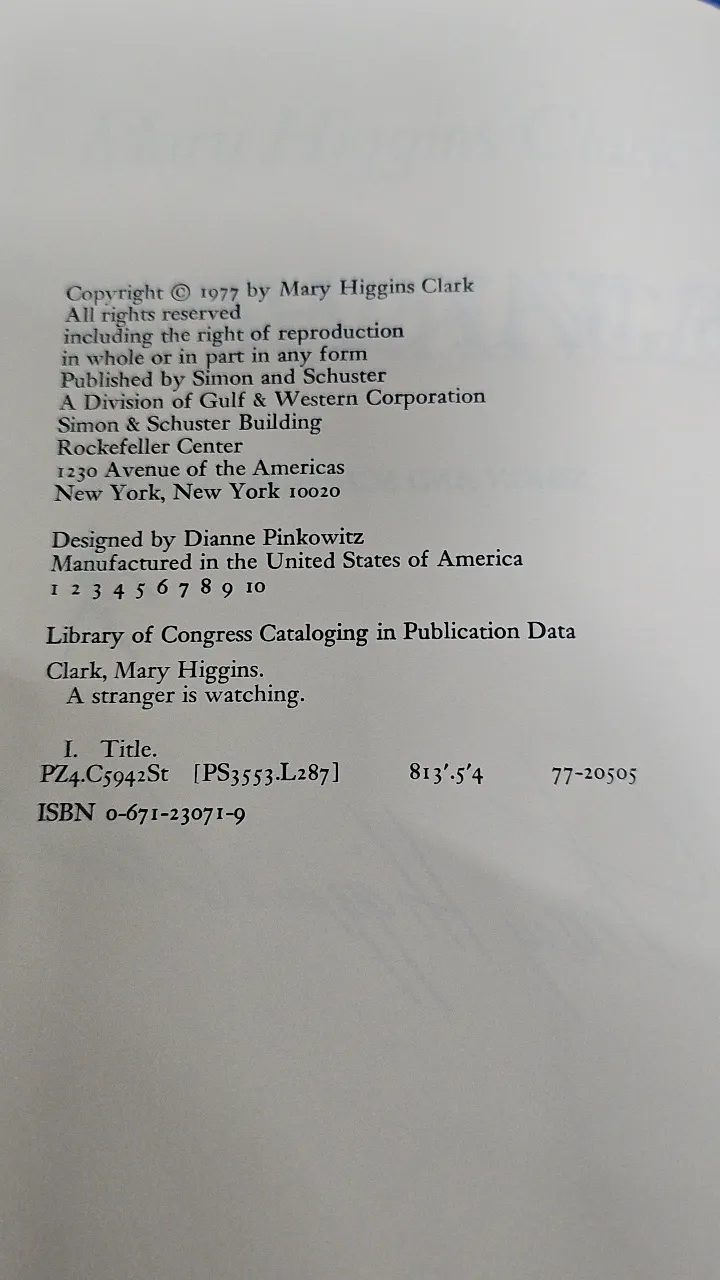 Copyright © 1977 by Mary Higgins Clark
All rights reserved
including the right of reproduction
in whole or in part in any form
Published by Simon and Schuster
A Division of Gulf & Western Corporation
Simon & Schuster Building
Rockefeller Center
1230 Avenue of the Americas
New York, New York 10020
Designed by Dianne Pinkowitz
Manufactured in the United States of America
1 2 3 4 5 6 7 8 9 10
Library of Congress Cataloging in Publication Data
Clark, Mary Higgins.
A stranger is watching.
I. Title.
PZ4.C5942St [PS3553.L287] 813'.5'4 77-20505
ISBN 0-671-23071-9